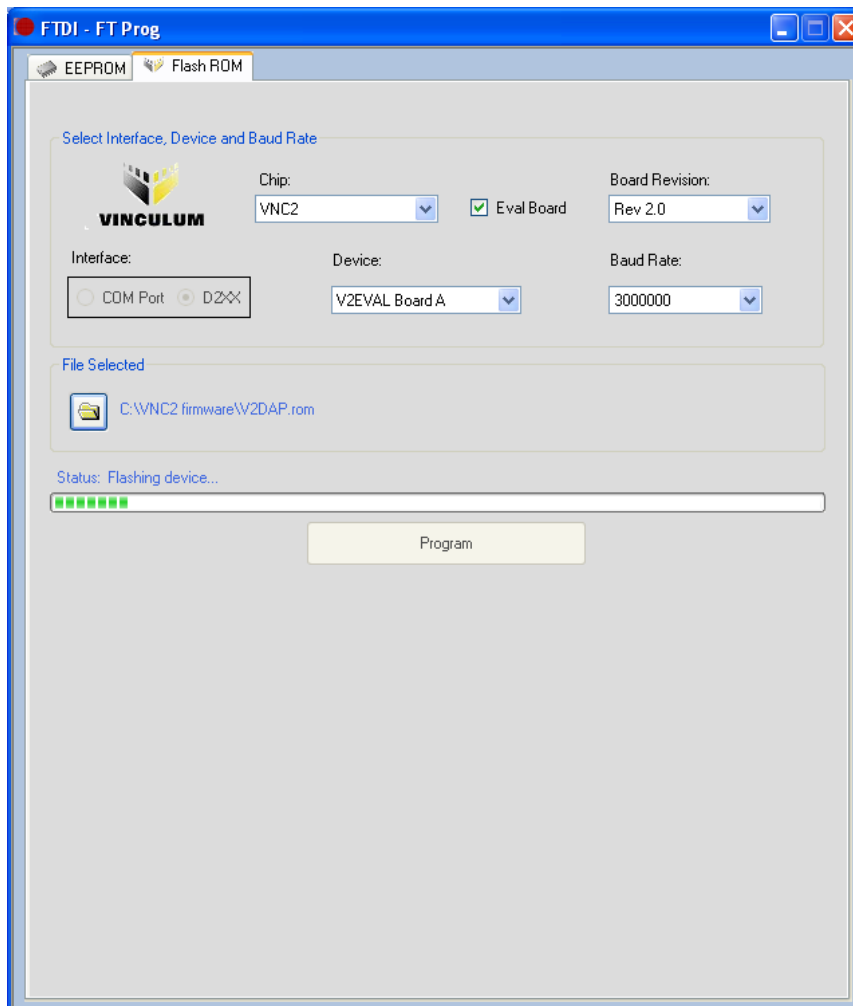 FTDI - FT Prog
EEPROM
Flash ROM
Select Interface, Device and Baud Rate
VINCULUM
Chip:
VNC2
Eval Board
Board Revision:
Rev 2.0
Interface:
COM Port
D2XX
Device:
V2EVAL Board A
Baud Rate:
3000000
File Selected
C:\VNC2 firmware\V2DAP.rom
Status: Flashing device...
Program